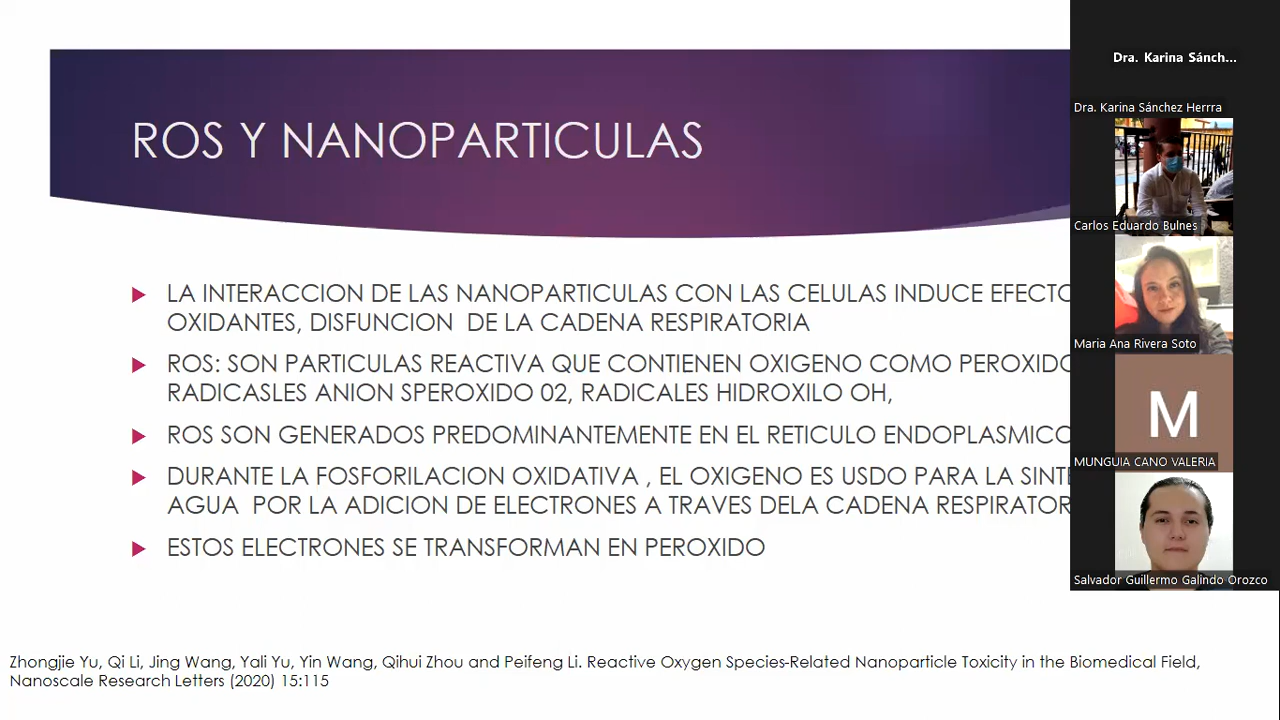 ROS Y NANOPARTICULAS
LA INTERACCION DE LAS NANOPARTICULAS CON LAS CELULAS INDUCE
OXIDANTES, DISFUNCION DE LA CADENA RESPIRATORIA
ROS: SON PARTICULAS REACTIVA QUE CONTIENEN OXIGENO COMO PEROXIDO
RADICASLES ANION SPEROXIDO 02, RADICALES HIDROXILO OH,
ROS SON GENERADOS PREDOMINANTEMENTE EN EL RETICULO ENDOPLASMICO
DURANTE LA FOSFORILACION OXIDATIVA , EL OXIGENO ES USDO PARA LA
AGUA POR LA ADICION DE ELECTRONES A TRAVES DELA CADENA
ESTOS ELECTRONES SE TRANSFORMAN EN PEROXIDO
Zhongjie Yu, Qi Li, Jing Wang, Yali Yu, Yin Wang, Qihui Zhou and Peifeng Li. Reactive Oxygen Species-Related Nanoparticle Toxicity in the Biomedical Field,
Nanoscale Research Letters (2020) 15:115
Dra. Karina Sánch...
Dra. Karina Sánchez Herrra
Carlos Eduardo Bulnes
Maria Ana Rivera Soto
M
MUNGUIA CANO VALERIA
Salvador Guillermo Galindo Orozco